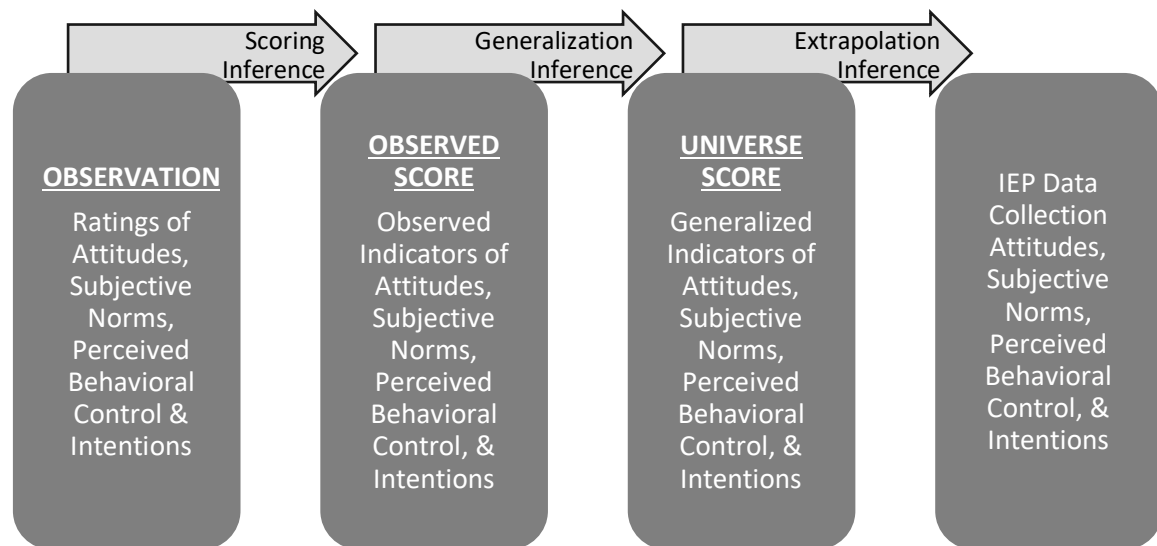 Scoring
Inference
Generalization
Inference
Extrapolation
Inference
OBSERVATION
Ratings of
Attitudes,
Subjective
Norms,
Perceived
Behavioral
Control &
Intentions
OBSERVED
SCORE
Observed
Indicators of
Attitudes,
Subjective
Norms,
Perceived
Behavioral
Control, &
Intentions
UNIVERSE
SCORE
Generalized
Indicators of
Attitudes,
Subjective
Norms,
Perceived
Behavioral
Control, &
Intentions
IEP Data
Collection
Attitudes,
Subjective
Norms,
Perceived
Behavioral
Control, &
Intentions